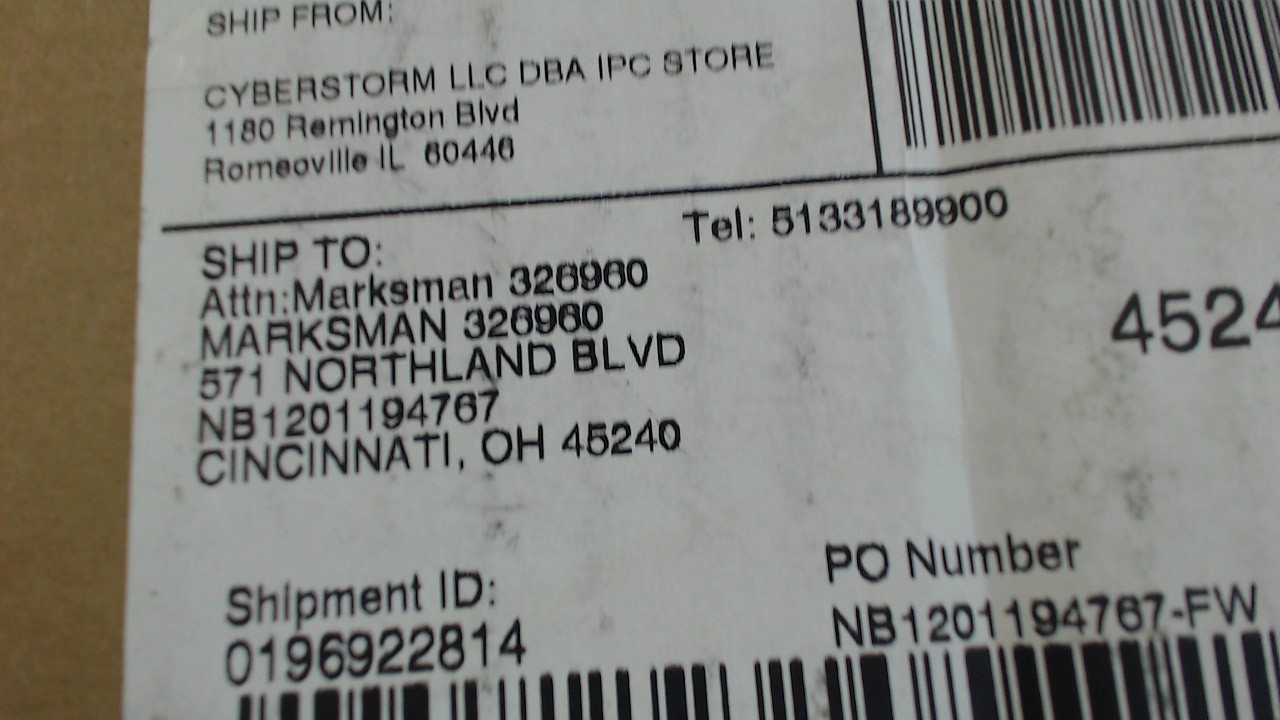 SHIP FROM:
CYBERSTORM LLC DBA IPC STORE
1180 Remington Blvd
Romeoville IL 60446
Tel: 5133189900
SHIP TO:
Attn:Marksman 326960
MARKSMAN 326960
571 NORTHLAND BLVD
NB1201194767
CINCINNATI, OH 45240
4524
Shipment ID:
0196922814
PO Number
NB1201194767-FW